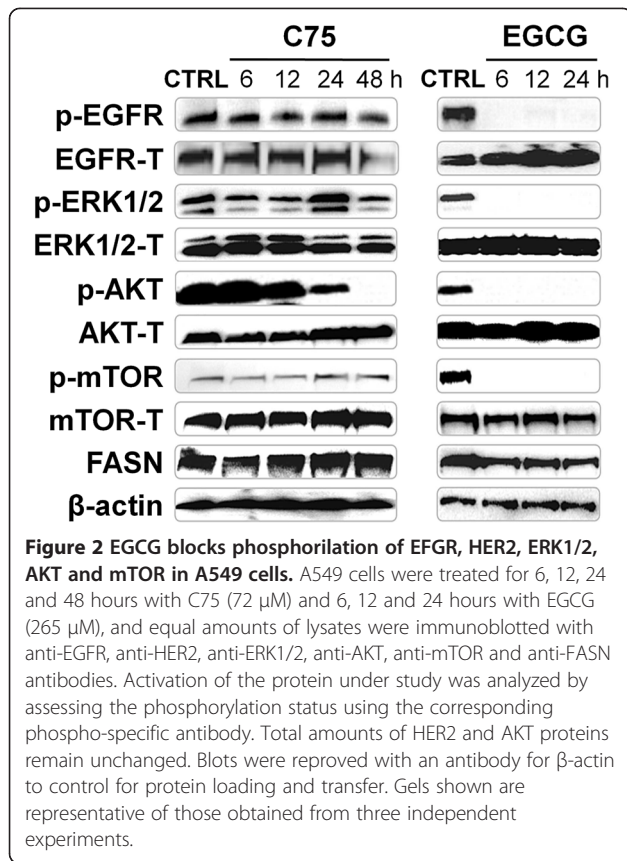 C75
EGCG
CTRL 6 12 24 48 h
CTRL 6 12 24 h
p-EGFR
EGFR-T
p-ERK1/2
ERK1/2-T
p-AKT
AKT-T
p-mTOR
mTOR-T
FASN
β-actin
Figure 2 EGCG blocks phosphorilation of EFGR, HER2, ERK1/2,
AKT and mTOR in A549 cells. A549 cells were treated for 6, 12, 24
and 48 hours with C75 (72 μM) and 6, 12 and 24 hours with EGCG
(265 μM), and equal amounts of lysates were immunoblotted with
anti-EGFR, anti-HER2, anti-ERK1/2, anti-AKT, anti-mTOR and anti-FASN
antibodies. Activation of the protein under study was analyzed by
assessing the phosphorylation status using the corresponding
phospho-specific antibody. Total amounts of HER2 and AKT proteins
remain unchanged. Blots were reproved with an antibody for β-actin
to control for protein loading and transfer. Gels shown are
representative of those obtained from three independent
experiments.